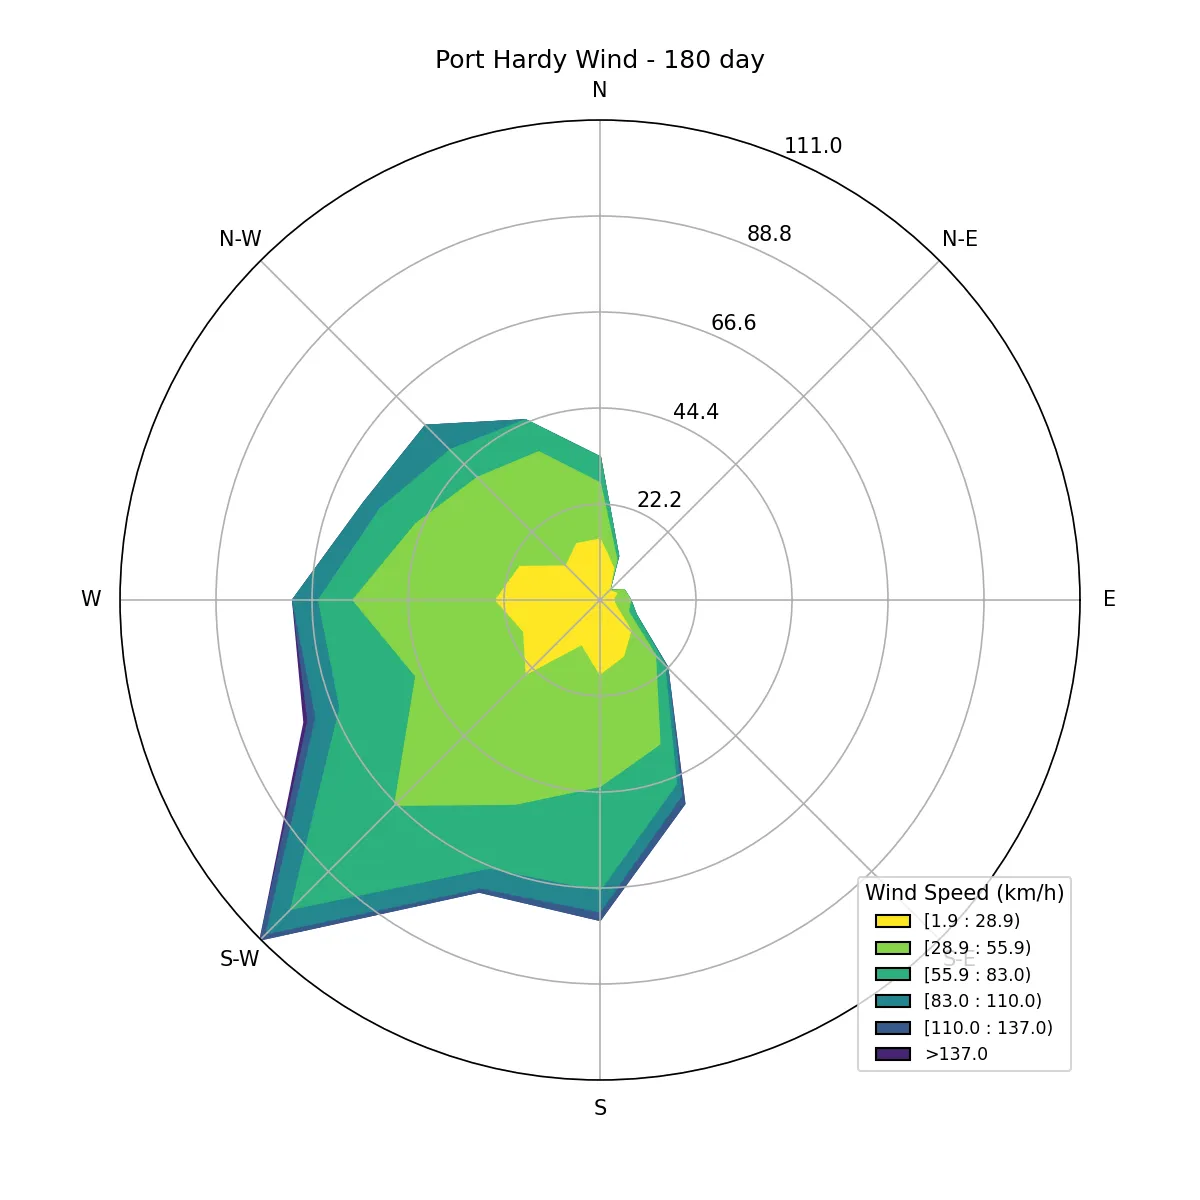 Port Hardy Wind - 180 day
N
111.0
88.8
N-W
N-E
66.6
44.4
22.2
W
E
Wind Speed (km/h)
[1.9 : 28.9)
[28.9 : 55.9)
S-W
S-E
[55.9 : 83.0)
[83.0 : 110.0)
[110.0 : 137.0)
>137.0
S